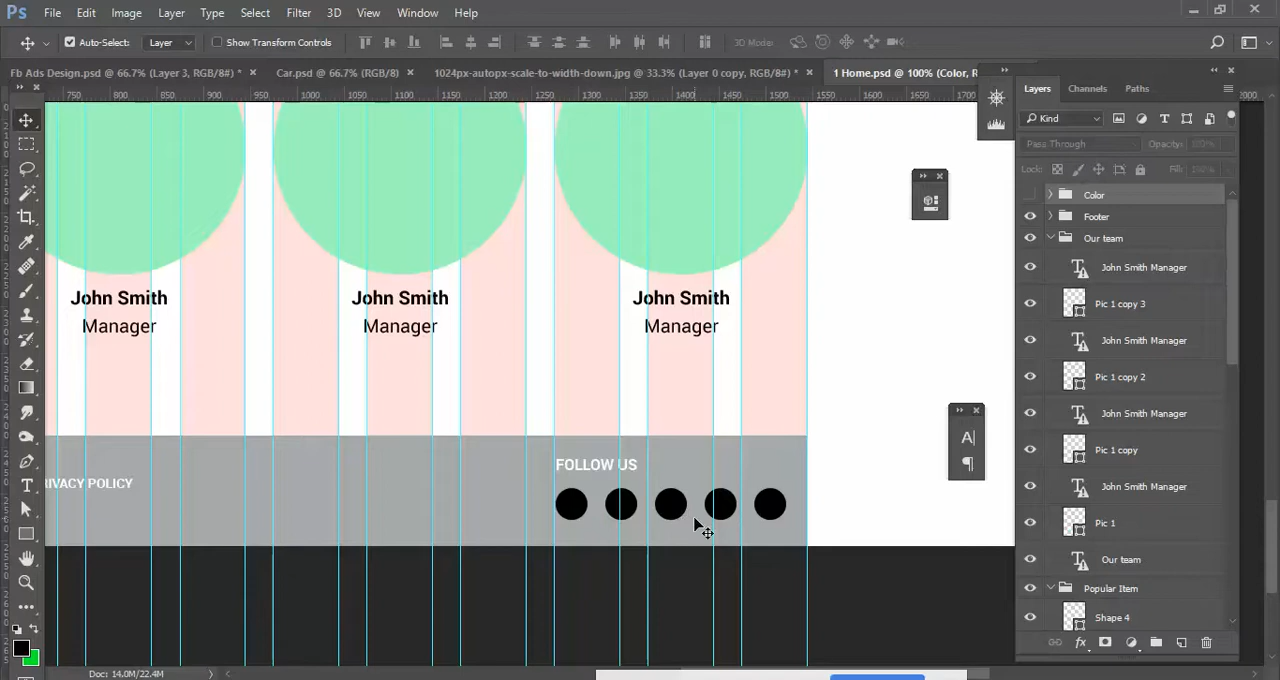 Ps File Edit Image Layer Type Select Filter 3D View Window Help
Auto-Select: Layer Show Transform Controls 3D Mode:
Fb Ads Design.psd @ 66.7% (Layer 3, RGB/8#) * × Car.psd @ 66.7% (RGB/8) × 1024px-autopx-scale-to-width-down.jpg @ 33.3% (Layer 0 copy, RGB/8#) * × 1 Home.psd @ 100% (Color, R
750 800 850 900 950 1000 1050 1100 1150 1200 1250 1300 1350 1400 1450 1500 1550 1600 1650 1700 2000
Layers Channels Paths
Kind
Pass Through Opacity: 100%
Lock: Fill: 100%
Color
Footer
Our team
John Smith Manager
Pic 1 copy 3
John Smith Manager
Pic 1 copy 2
John Smith Manager
Pic 1 copy
John Smith Manager
Pic 1
Our team
Popular Item
Shape 4
John Smith John Smith John Smith
Manager Manager Manager
FOLLOW US
RIVACY POLICY
Doc: 14.0M/22.4M